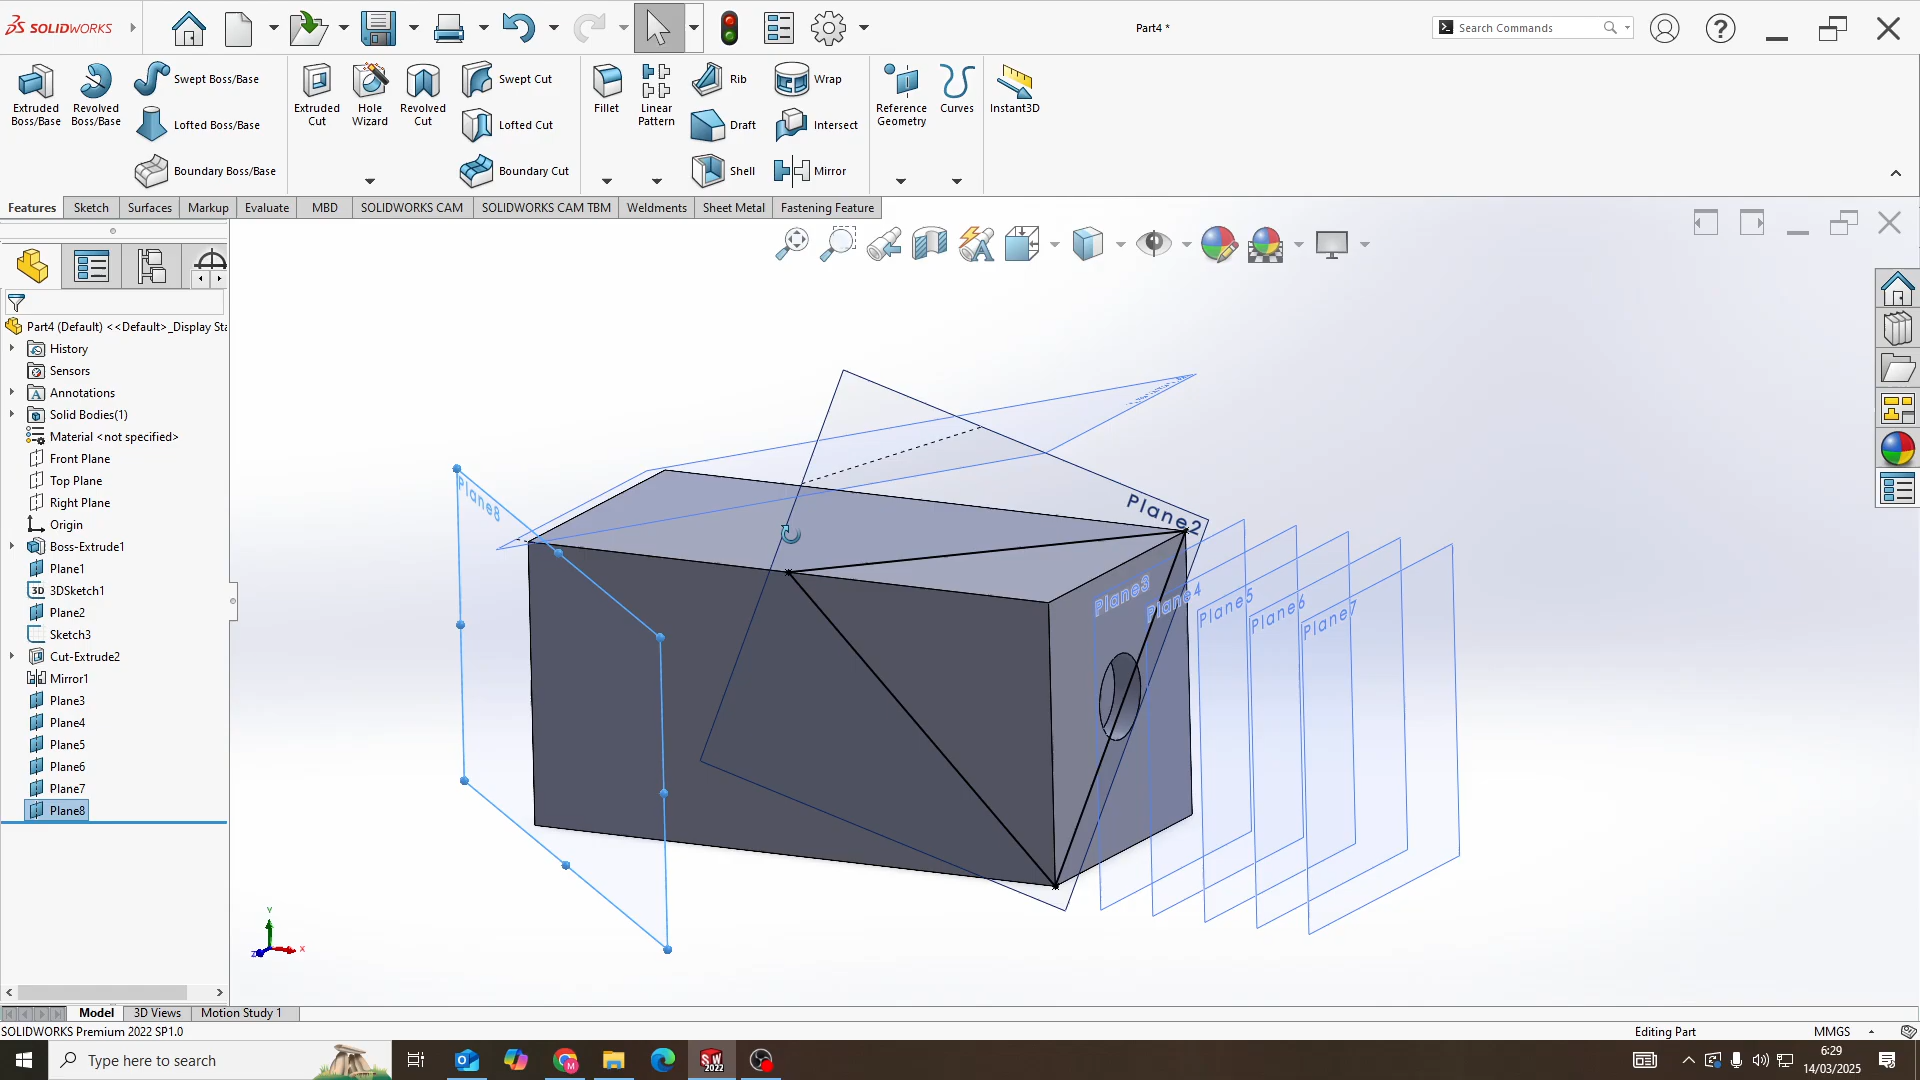 SOLIDWORKS
Part4 *
Search Commands
Extruded Boss/Base
Revolved Boss/Base
Swept Boss/Base
Lofted Boss/Base
Boundary Boss/Base
Extruded Cut
Hole Wizard
Revolved Cut
Swept Cut
Lofted Cut
Boundary Cut
Fillet
Linear Pattern
Rib
Draft
Shell
Wrap
Intersect
Mirror
Reference Geometry
Curves
Instant3D
Features
Sketch
Surfaces
Markup
Evaluate
MBD
SOLIDWORKS CAM
SOLIDWORKS CAM TBM
Weldments
Sheet Metal
Fastening Feature
Part4 (Default) <<Default>_Display Sta
History
Sensors
Annotations
Solid Bodies(1)
Material <not specified>
Front Plane
Top Plane
Right Plane
Origin
Boss-Extrude1
Plane1
3D 3DSketch1
Plane2
Sketch3
Cut-Extrude2
Mirror1
Plane3
Plane4
Plane5
Plane6
Plane7
Plane8
Plane8
Plane2
Plane3
Plane4
Plane5
Plane6
Plane7
Y
X
Z
Model
3D Views
Motion Study 1
SOLIDWORKS Premium 2022 SP1.0
Editing Part
MMGS
Type here to search
SW
2022
6:29
14/03/2025